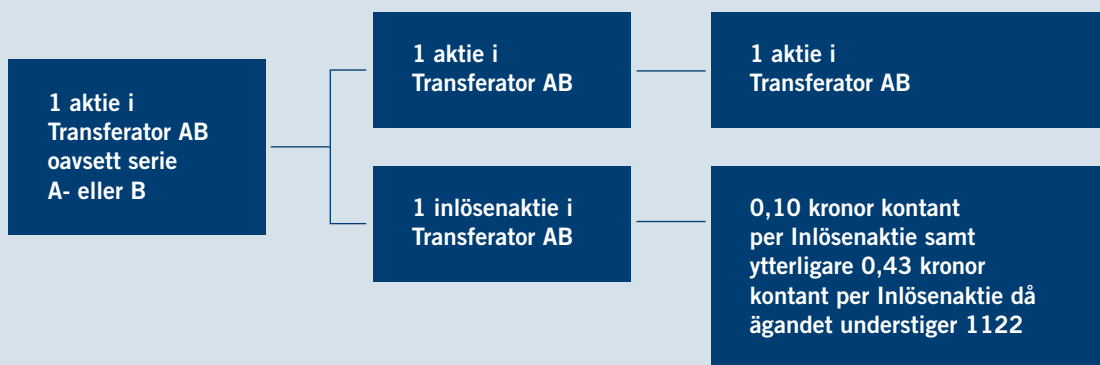 1 aktie i
Transferator AB
oavsett serie
A- eller B
1 aktie i
Transferator AB
1 aktie i
Transferator AB
1 inlösenaktie i
Transferator AB
0,10 kronor kontant
per Inlösenaktie samt
ytterligare 0,43 kronor
kontant per Inlösenaktie då
ägandet understiger 1122